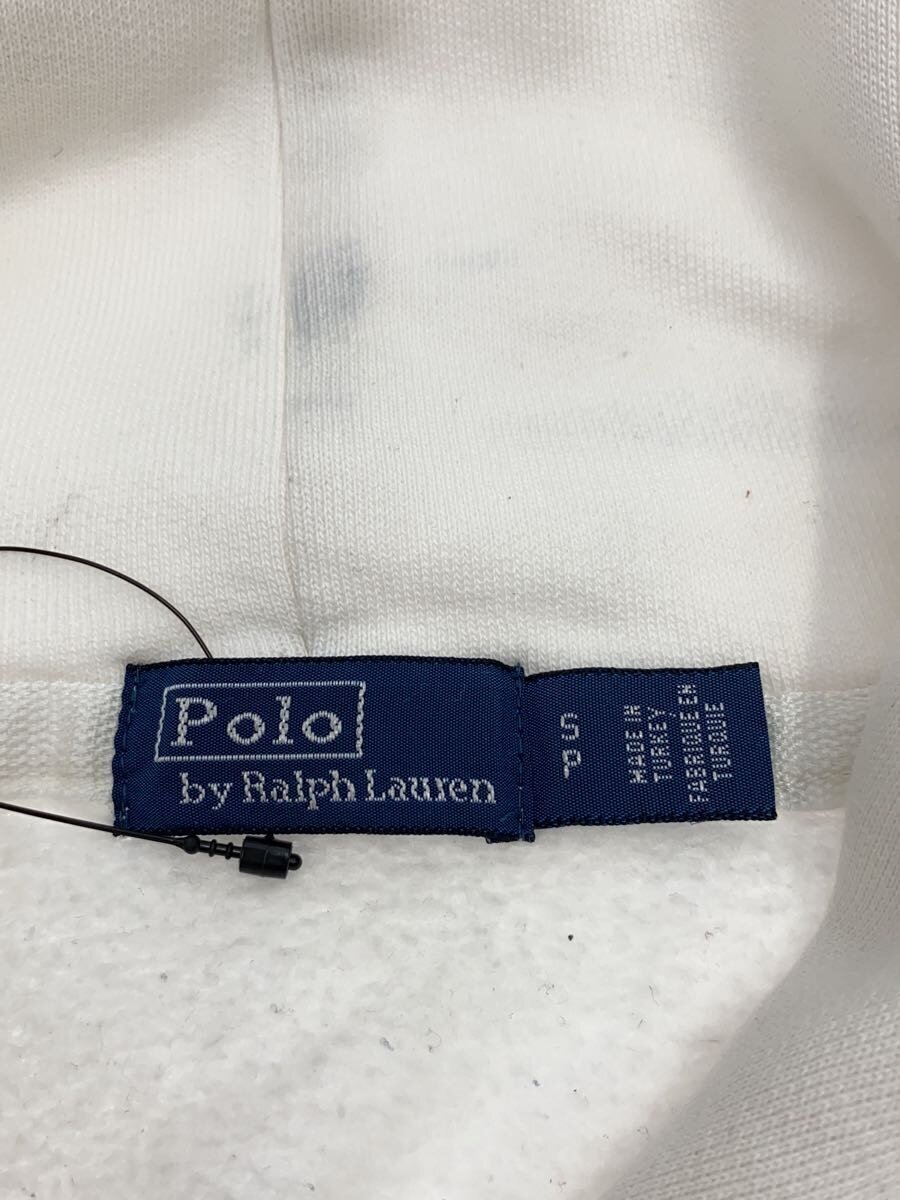 Polo
by Ralph Lauren
S
P
MADE IN
TURKEY
FABRIQUE EN
TURQUIE